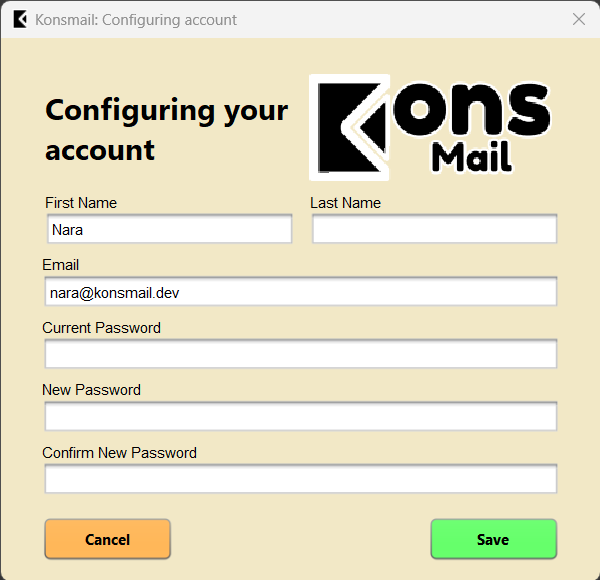 Konsmail: Configuring account
Configuring your
account
Kons
Mail
First Name
Last Name
Nara
Email
nara@konsmail.dev
Current Password
New Password
Confirm New Password
Cancel
Save